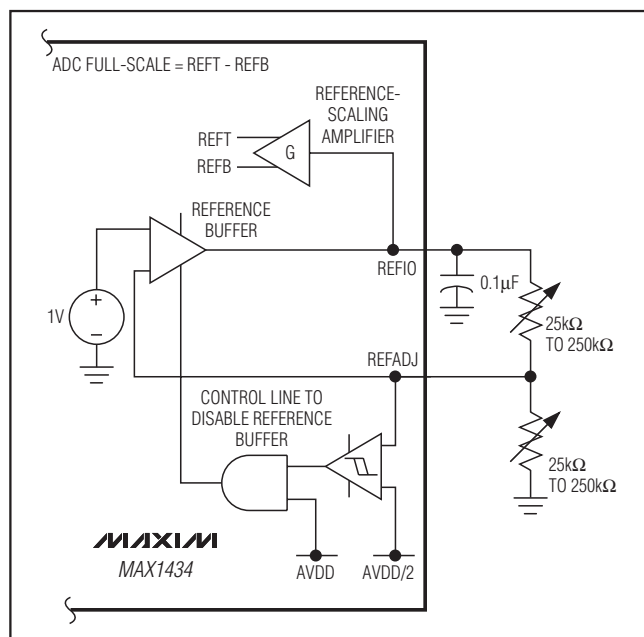 ADC FULL-SCALE = REFT - REFB
REFERENCE-
SCALING
AMPLIFIER
REFT
REFB
G
REFERENCE
BUFFER
REFIO
0.1µF
1V
+
−
25kΩ
TO 250kΩ
REFADJ
CONTROL LINE TO
DISABLE REFERENCE
BUFFER
25kΩ
TO 250kΩ
MAXIM
MAX1434
AVDD
AVDD/2